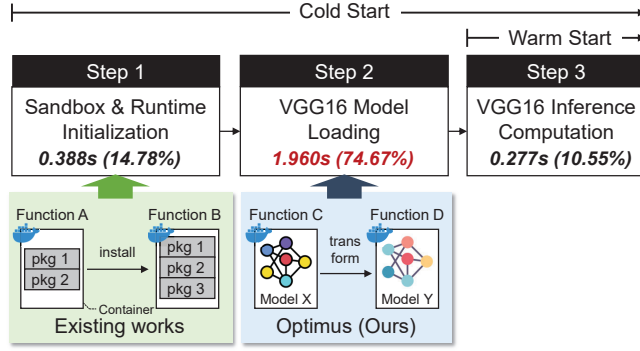 Cold Start
Warm Start
Step 1
Sandbox & Runtime
Initialization
0.388s (14.78%)
Step 2
VGG16 Model
Loading
1.960s (74.67%)
Step 3
VGG16 Inference
Computation
0.277s (10.55%)
Function A
pkg 1
pkg 2
install
Function B
pkg 1
pkg 2
pkg 3
Container
Existing works
Function C
Model X
trans
form
Function D
Model Y
Optimus (Ours)